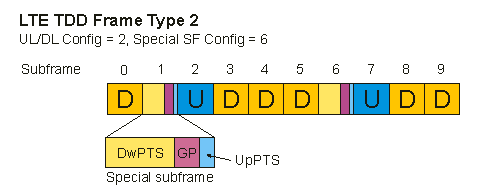 LTE TDD Frame Type 2
UL/DL Config = 2, Special SF Config = 6
Subframe 0 1 2 3 4 5 6 7 8 9
D U D D D U D D
DwPTS GP UpPTS
Special subframe